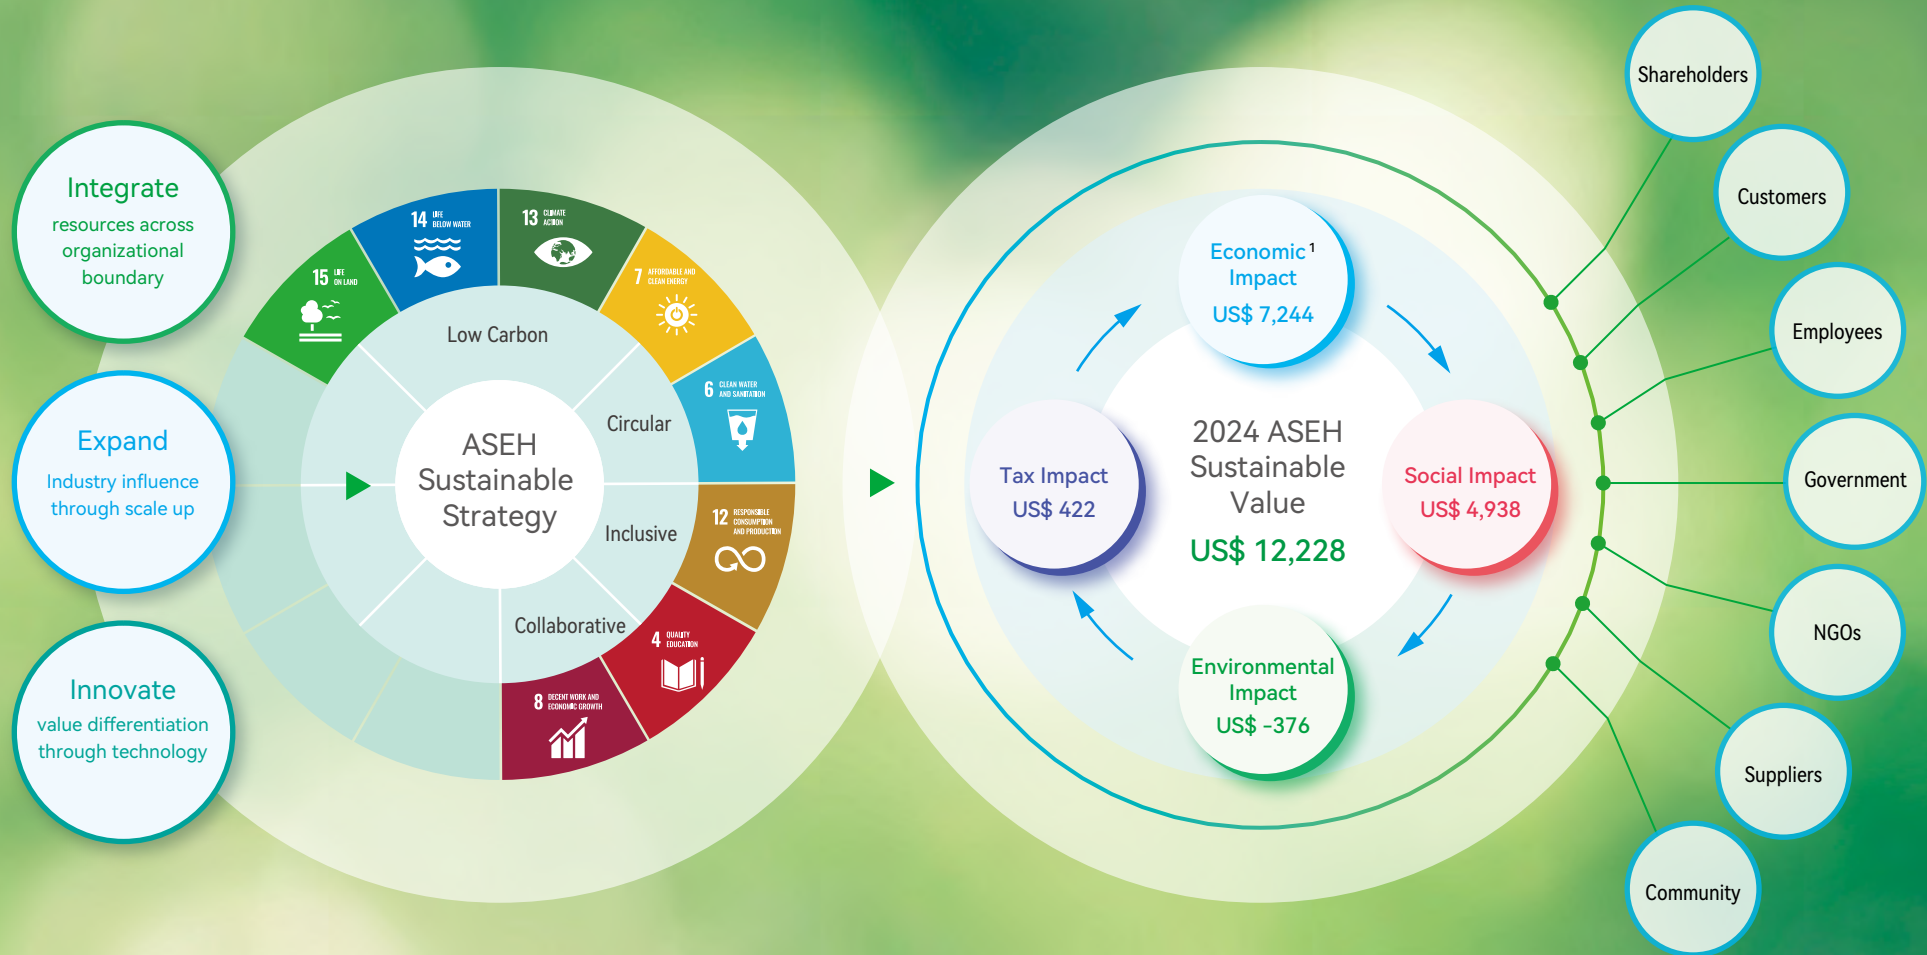 Integrate
resources across
organizational
boundary
Expand
Industry influence
through scale up
Innovate
value differentiation
through technology
15 LIFE
ON LAND
14 LIFE
BELOW WATER
13 CLIMATE
ACTION
7 AFFORDABLE AND
CLEAN ENERGY
6 CLEAN WATER
AND SANITATION
12 RESPONSIBLE
CONSUMPTION
AND PRODUCTION
4 QUALITY
EDUCATION
8 DECENT WORK AND
ECONOMIC GROWTH
Low Carbon
Circular
Inclusive
Collaborative
ASEH
Sustainable
Strategy
Economic¹
Impact
US$ 7,244
Tax Impact
US$ 422
2024 ASEH
Sustainable
Value
US$ 12,228
Social Impact
US$ 4,938
Environmental
Impact
US$ -376
Shareholders
Customers
Employees
Government
NGOs
Suppliers
Community